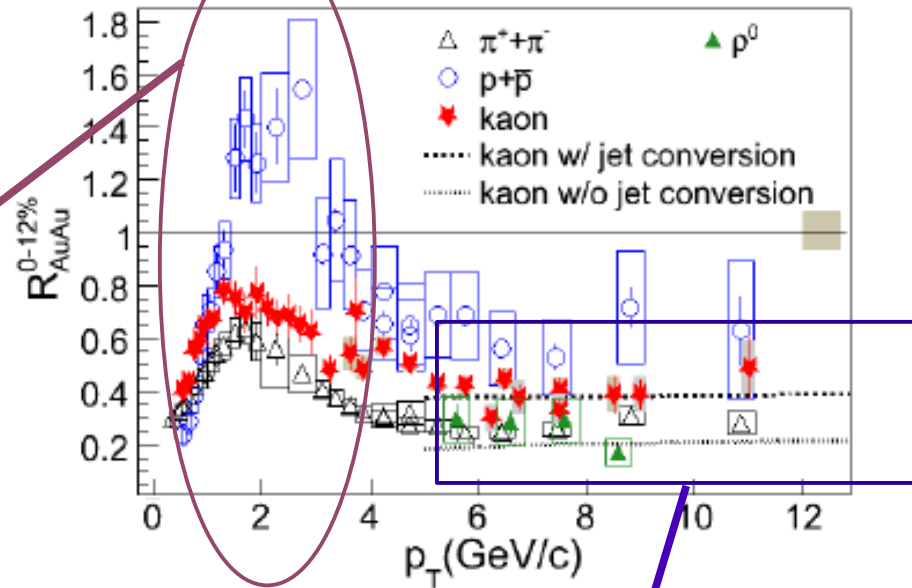 1.8
1.6
1.4
1.2
1
0.8
0.6
0.4
0.2
R^{0-12%}_{AuAu}
π⁺+π⁻
ρ⁰
p+p̅
kaon
kaon w/ jet conversion
kaon w/o jet conversion
0 2 4 6 8 10 12
p_T(GeV/c)